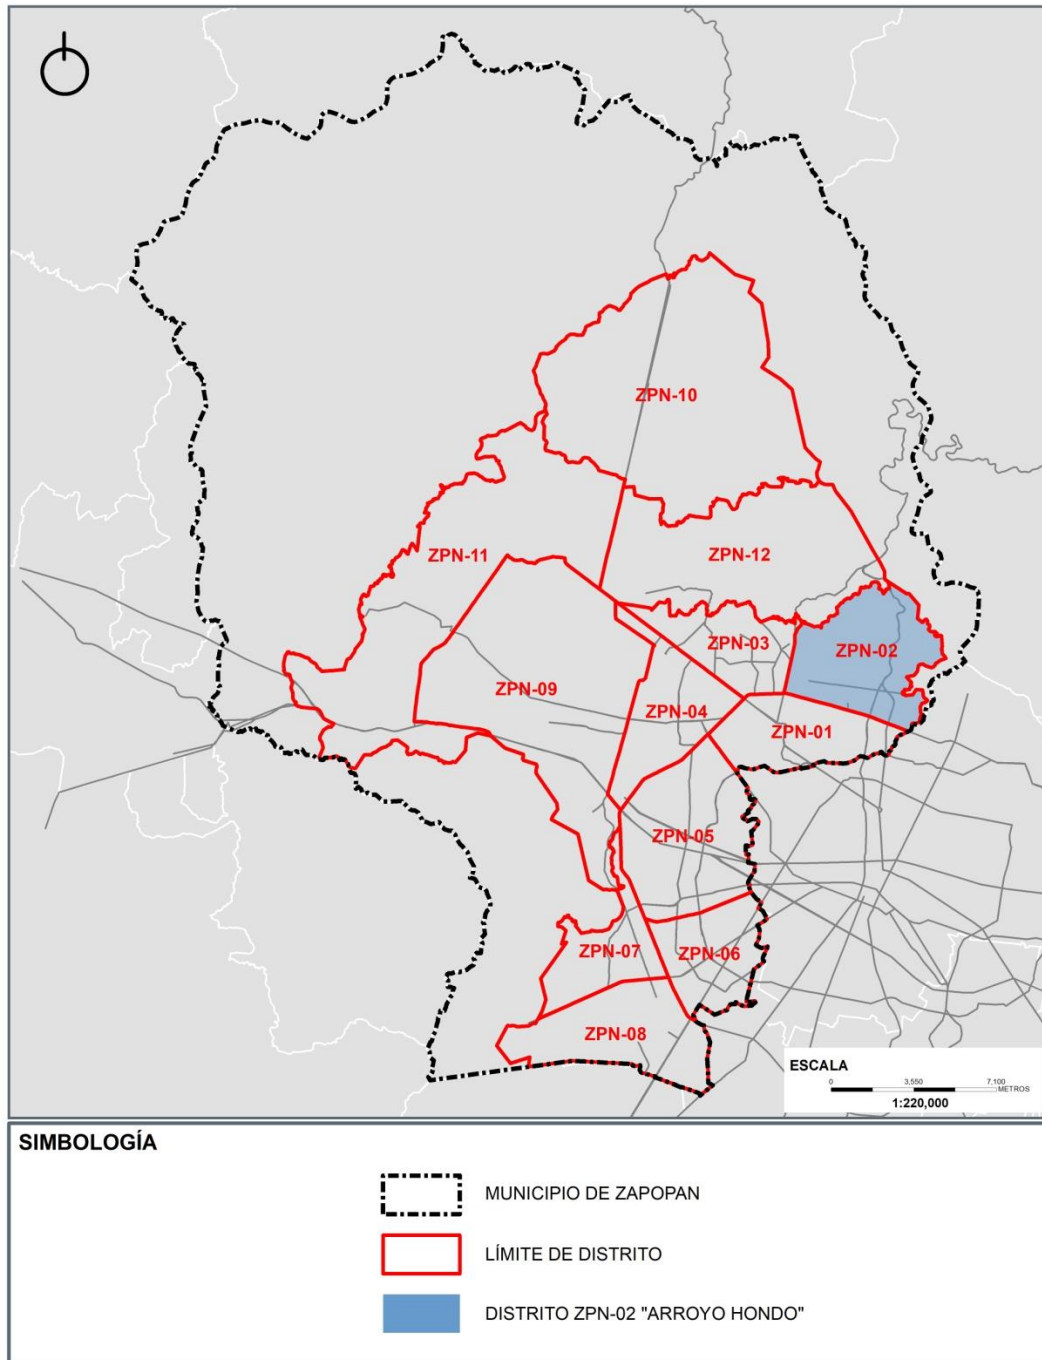 ZPN-10
ZPN-11
ZPN-12
ZPN-03
ZPN-02
ZPN-09
ZPN-04
ZPN-01
ZPN-05
ZPN-07
ZPN-06
ZPN-08
ESCALA
0 3,550 7,100
METROS
1:220,000
SIMBOLOGÍA
MUNICIPIO DE ZAPOPAN
LÍMITE DE DISTRITO
DISTRITO ZPN-02 "ARROYO HONDO"